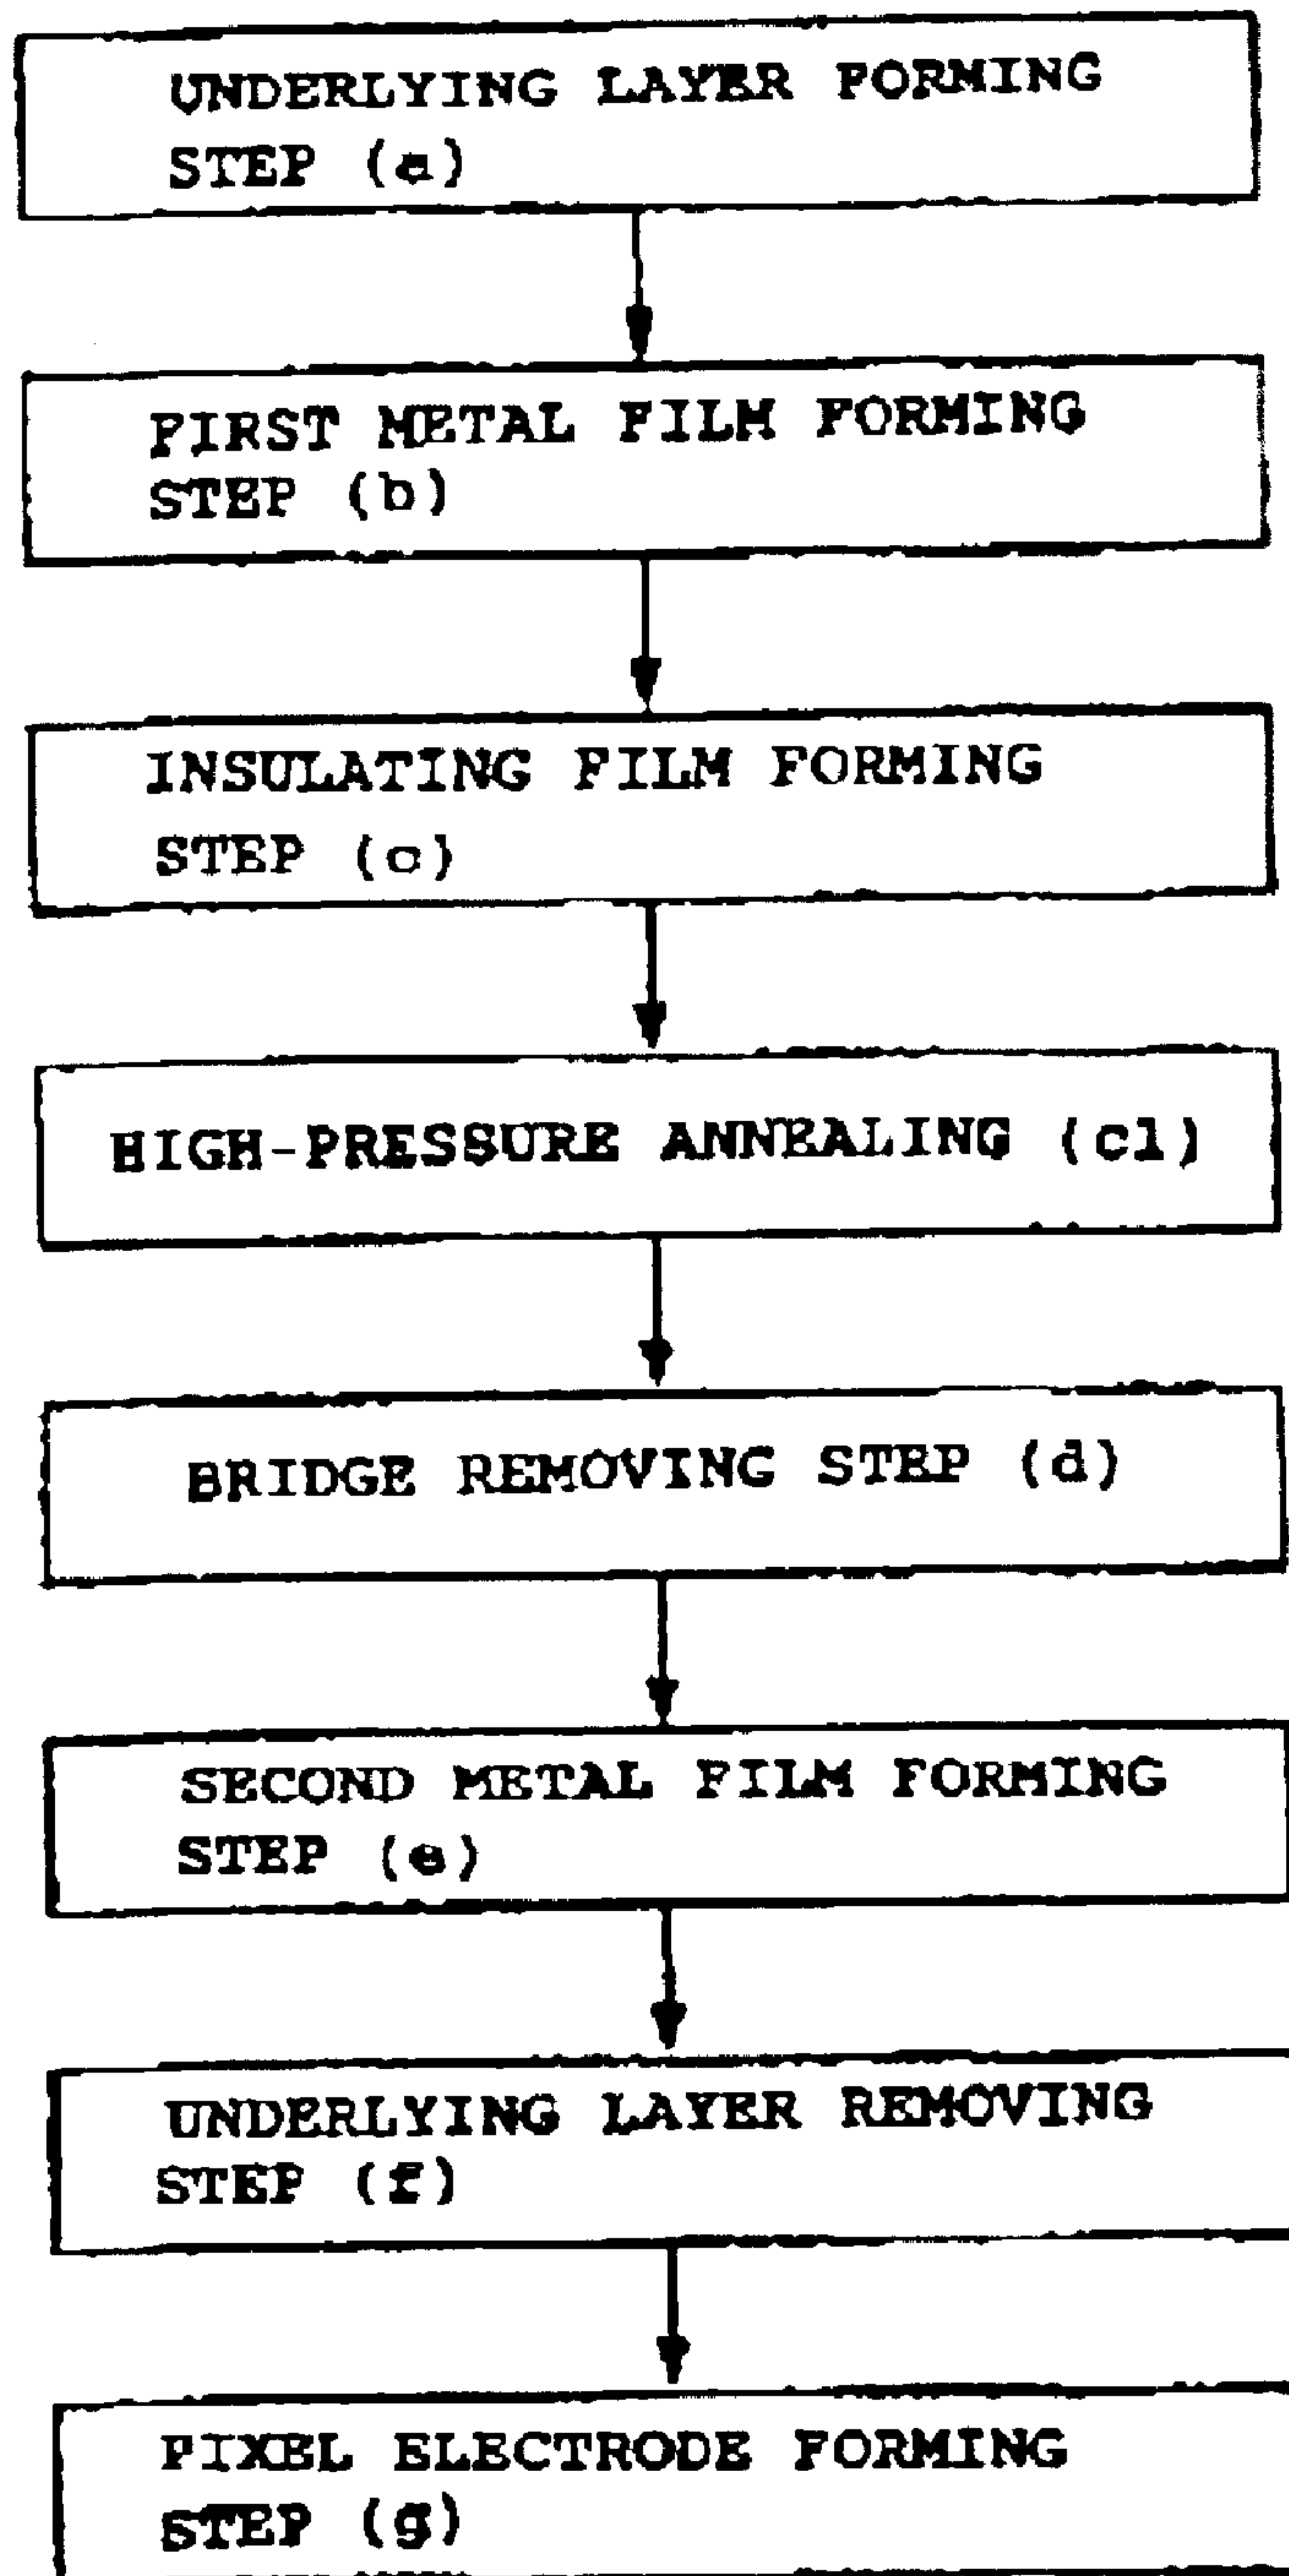 UNDERLYING LAYER FORMING
STEP (a)
FIRST METAL FILM FORMING
STEP (b)
INSULATING FILM FORMING
STEP (c)
HIGH-PRESSURE ANNEALING (c1)
BRIDGE REMOVING STEP (d)
SECOND METAL FILM FORMING
STEP (e)
UNDERLYING LAYER REMOVING
STEP (f)
PIXEL ELECTRODE FORMING
STEP (g)